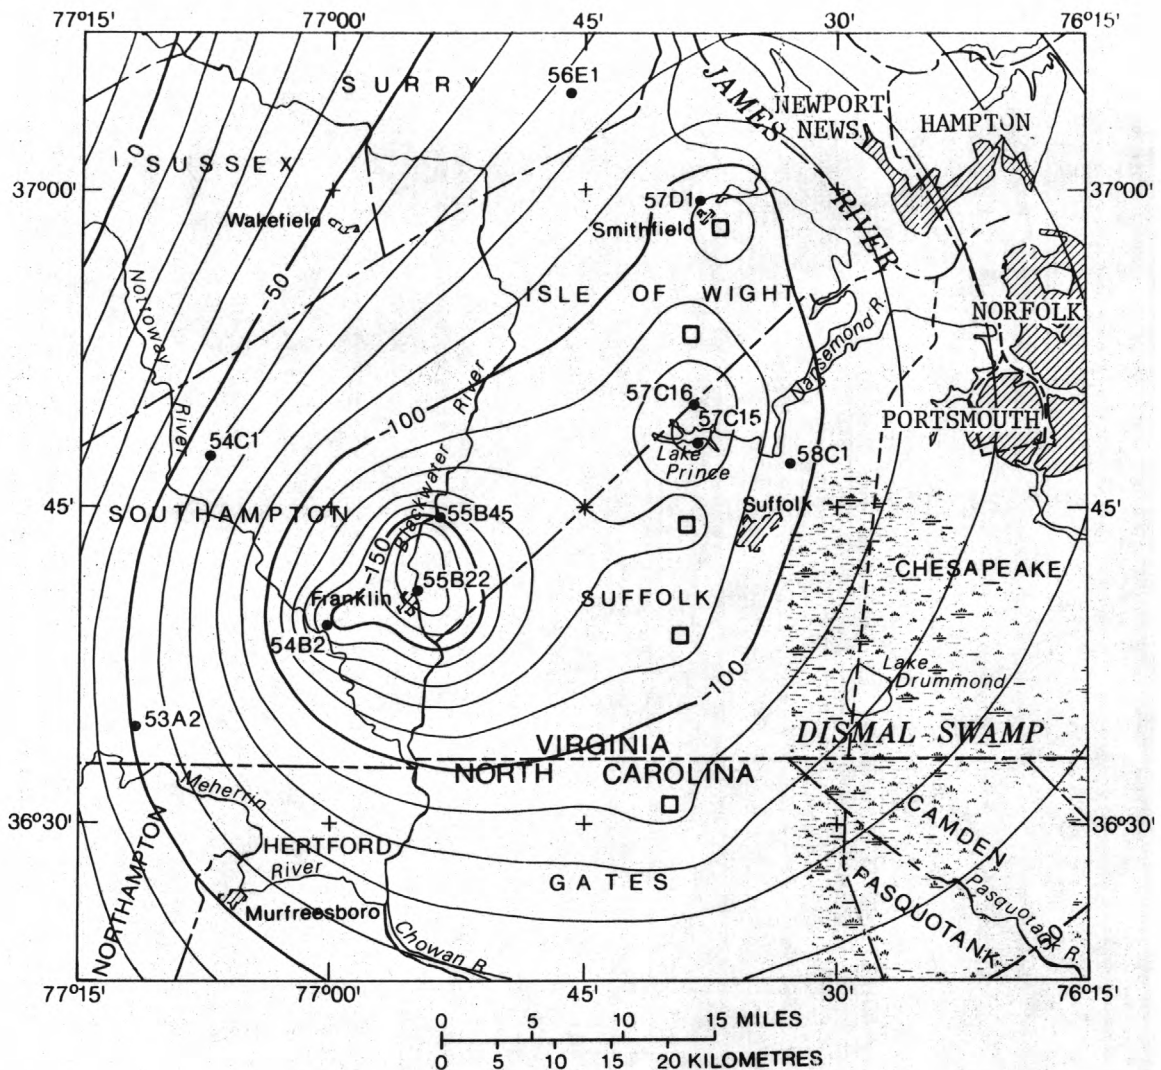 77°15' 77°00' 45' 30' 76°15'
SURRY
56E1
JAMES RIVER
NEWPORT
NEWS
HAMPTON
0
SUSSEX
37°00' 37°00'
Wakefield
57D1
Smithfield
-50
ISLE OF WIGHT
NORFOLK
Nottoway River
Blackwater River
Nansemond R.
57C16
57C15
-100
PORTSMOUTH
54C1
Lake
Prince
58C1
45' 45'
SOUTHAMPTON
55B45
Suffolk
-150
55B22
Franklin
SUFFOLK
CHESAPEAKE
54B2
Lake
Drummond
-100
53A2
VIRGINIA
DISMAL SWAMP
NORTH CAROLINA
Meherrin River
36°30' 36°30'
NORTHAMPTON
HERTFORD
CAMDEN
GATES
PASQUOTANK
Pasquotank R.
Murfreesboro
Chowan R.
77°15' 77°00' 45' 30' 76°15'
0 5 10 15 MILES
0 5 10 15 20 KILOMETRES